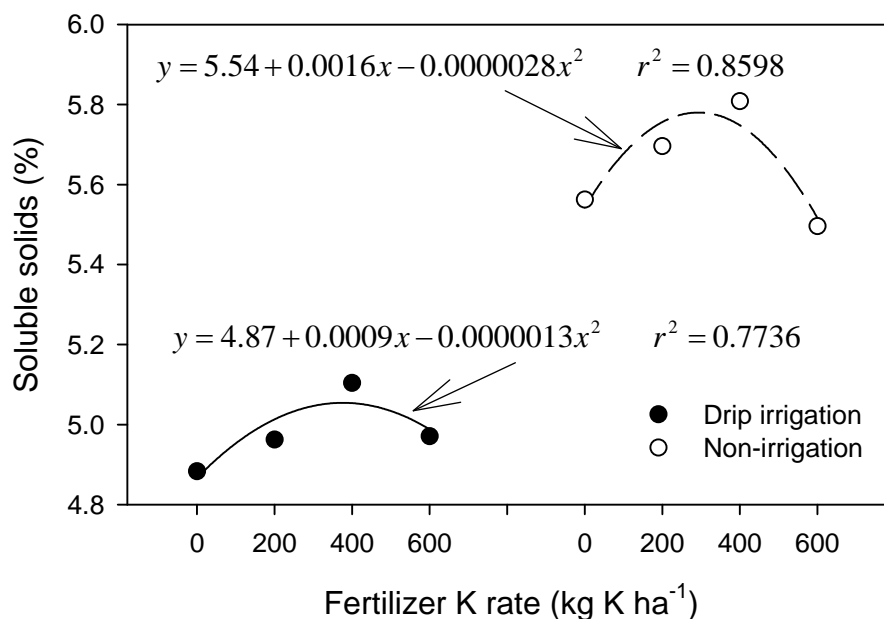 y = 5.54 + 0.0016x − 0.0000028x² r² = 0.8598
y = 4.87 + 0.0009x − 0.0000013x² r² = 0.7736
Drip irrigation
Non-irrigation
Soluble solids (%)
6.0
5.8
5.6
5.4
5.2
5.0
4.8
0 200 400 600 0 200 400 600
Fertilizer K rate (kg K ha⁻¹)